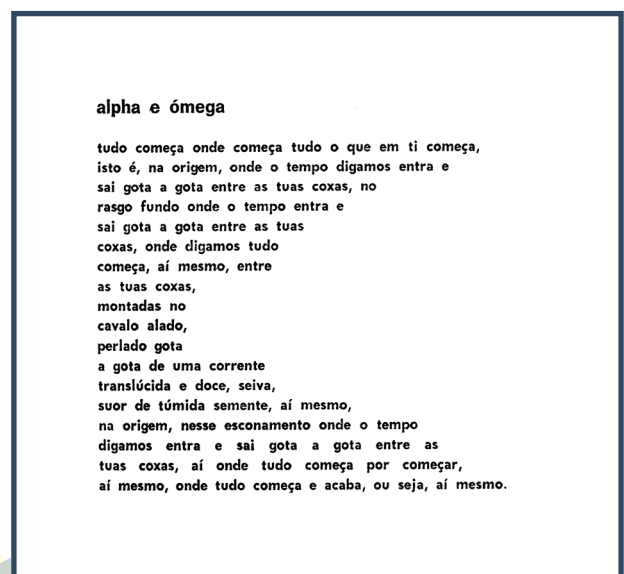 alpha e ómega
tudo começa onde começa tudo o que em ti começa,
isto é, na origem, onde o tempo digamos entra e
sai gota a gota entre as tuas coxas, no
rasgo fundo onde o tempo entra e
sai gota a gota entre as tuas
coxas, onde digamos tudo
começa, aí mesmo, entre
as tuas coxas,
montadas no
cavalo alado,
perlado gota
a gota de uma corrente
translúcida e doce, seiva,
suor de túmida semente, aí mesmo,
na origem, nesse esconamento onde o tempo
digamos entra e sai gota a gota entre as
tuas coxas, aí onde tudo começa por começar,
aí mesmo, onde tudo começa e acaba, ou seja, aí mesmo.